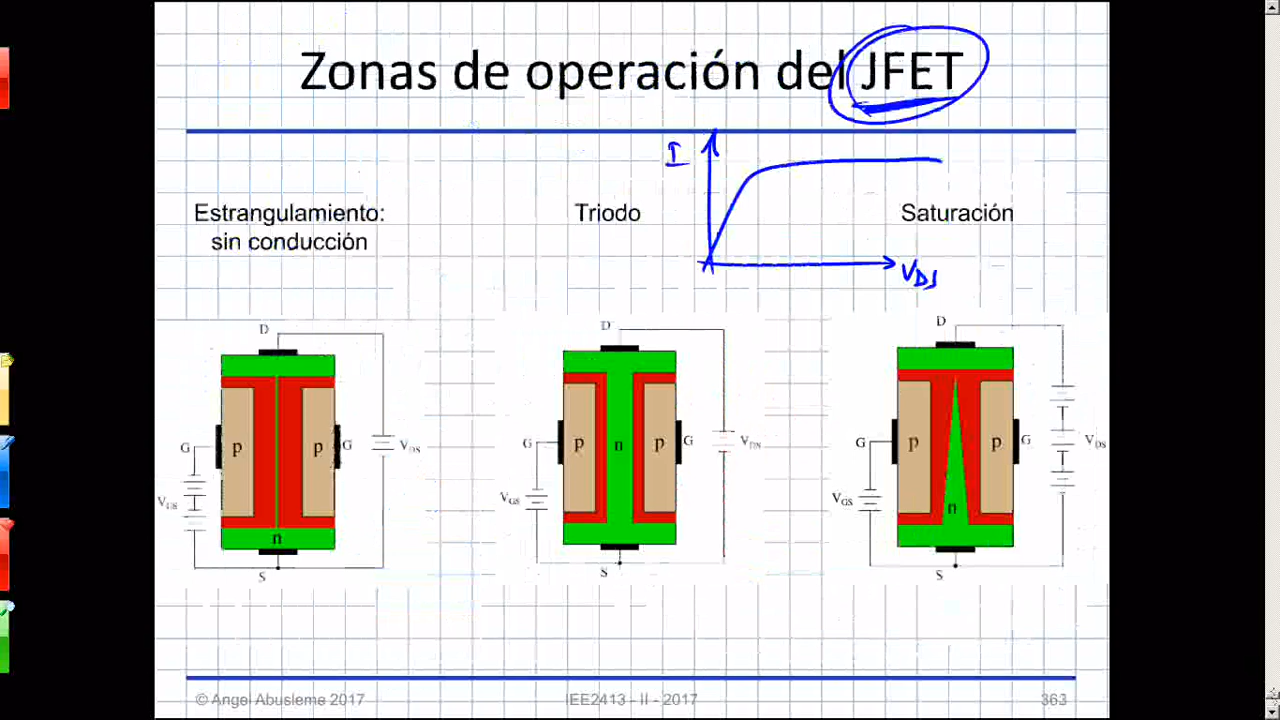 Zonas de operación del JFET
I
Estrangulamiento:
sin conducción
Triodo
Saturación
VDS
D
G
p
p
G
VDS
VGS
n
S
D
G
p
n
p
G
VDS
VGS
S
D
G
p
p
G
VDS
VGS
n
S
© Angel Abusleme 2017
IEE2413 - II - 2017
363